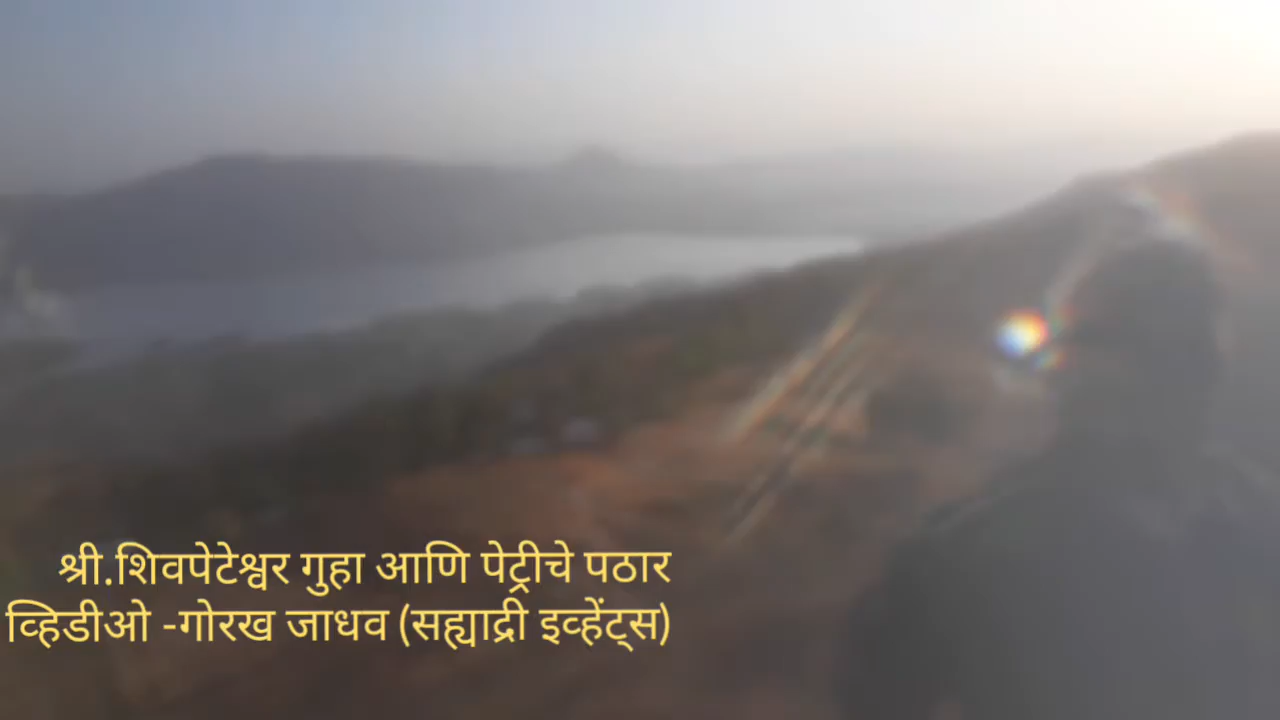 श्री.शिवपेटेश्वर गुहा आणि पेट्रीचे पठार
व्हिडीओ -गोरख जाधव (सह्याद्री इव्हेंट्स)